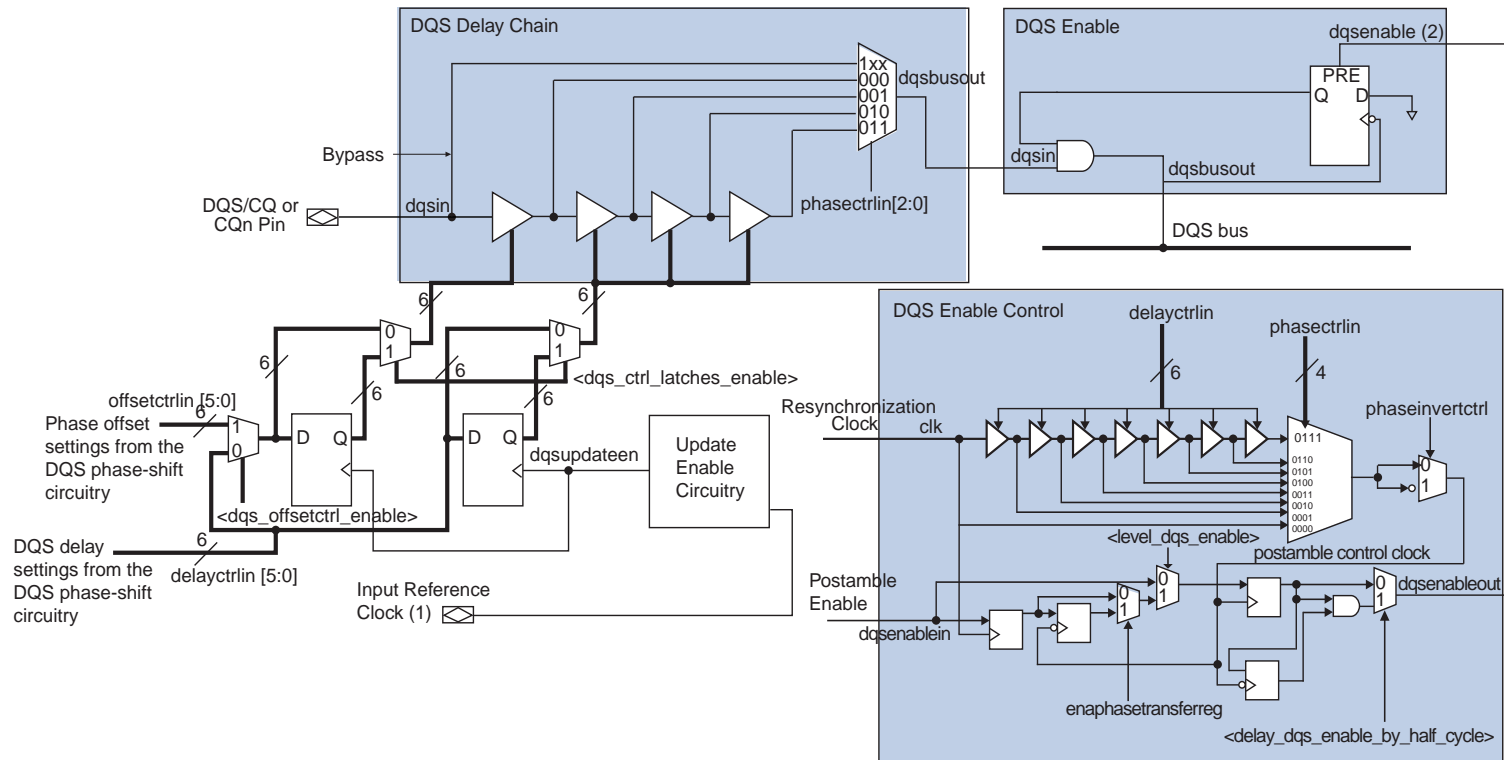 DQS Delay Chain
1xx
000
001
010
011
dqsbusout
Bypass
DQS/CQ or
CQn Pin
dqsin
phasectrlin[2:0]
DQS Enable
dqsenable (2)
PRE
Q
D
dqsin
dqsbusout
DQS bus
6
6
0
1
0
1
6
6
6
6
<dqs_ctrl_latches_enable>
offsetctrlin [5:0]
6
Phase offset
settings from the
DQS phase-shift
circuitry
1
0
D
Q
D
Q
dqsupdateen
Update
Enable
Circuitry
<dqs_offsetctrl_enable>
DQS delay
settings from the
DQS phase-shift
circuitry
6
delayctrlin [5:0]
Input Reference
Clock (1)
DQS Enable Control
delayctrlin
phasectrlin
6
4
Resynchronization
Clock
clk
phaseinvertctrl
0111
0110
0101
0100
0011
0010
0001
0000
0
1
<level_dqs_enable>
postamble control clock
Postamble
Enable
dqsenablein
0
1
0
1
0
1
dqsenableout
enaphasetransferreg
<delay_dqs_enable_by_half_cycle>